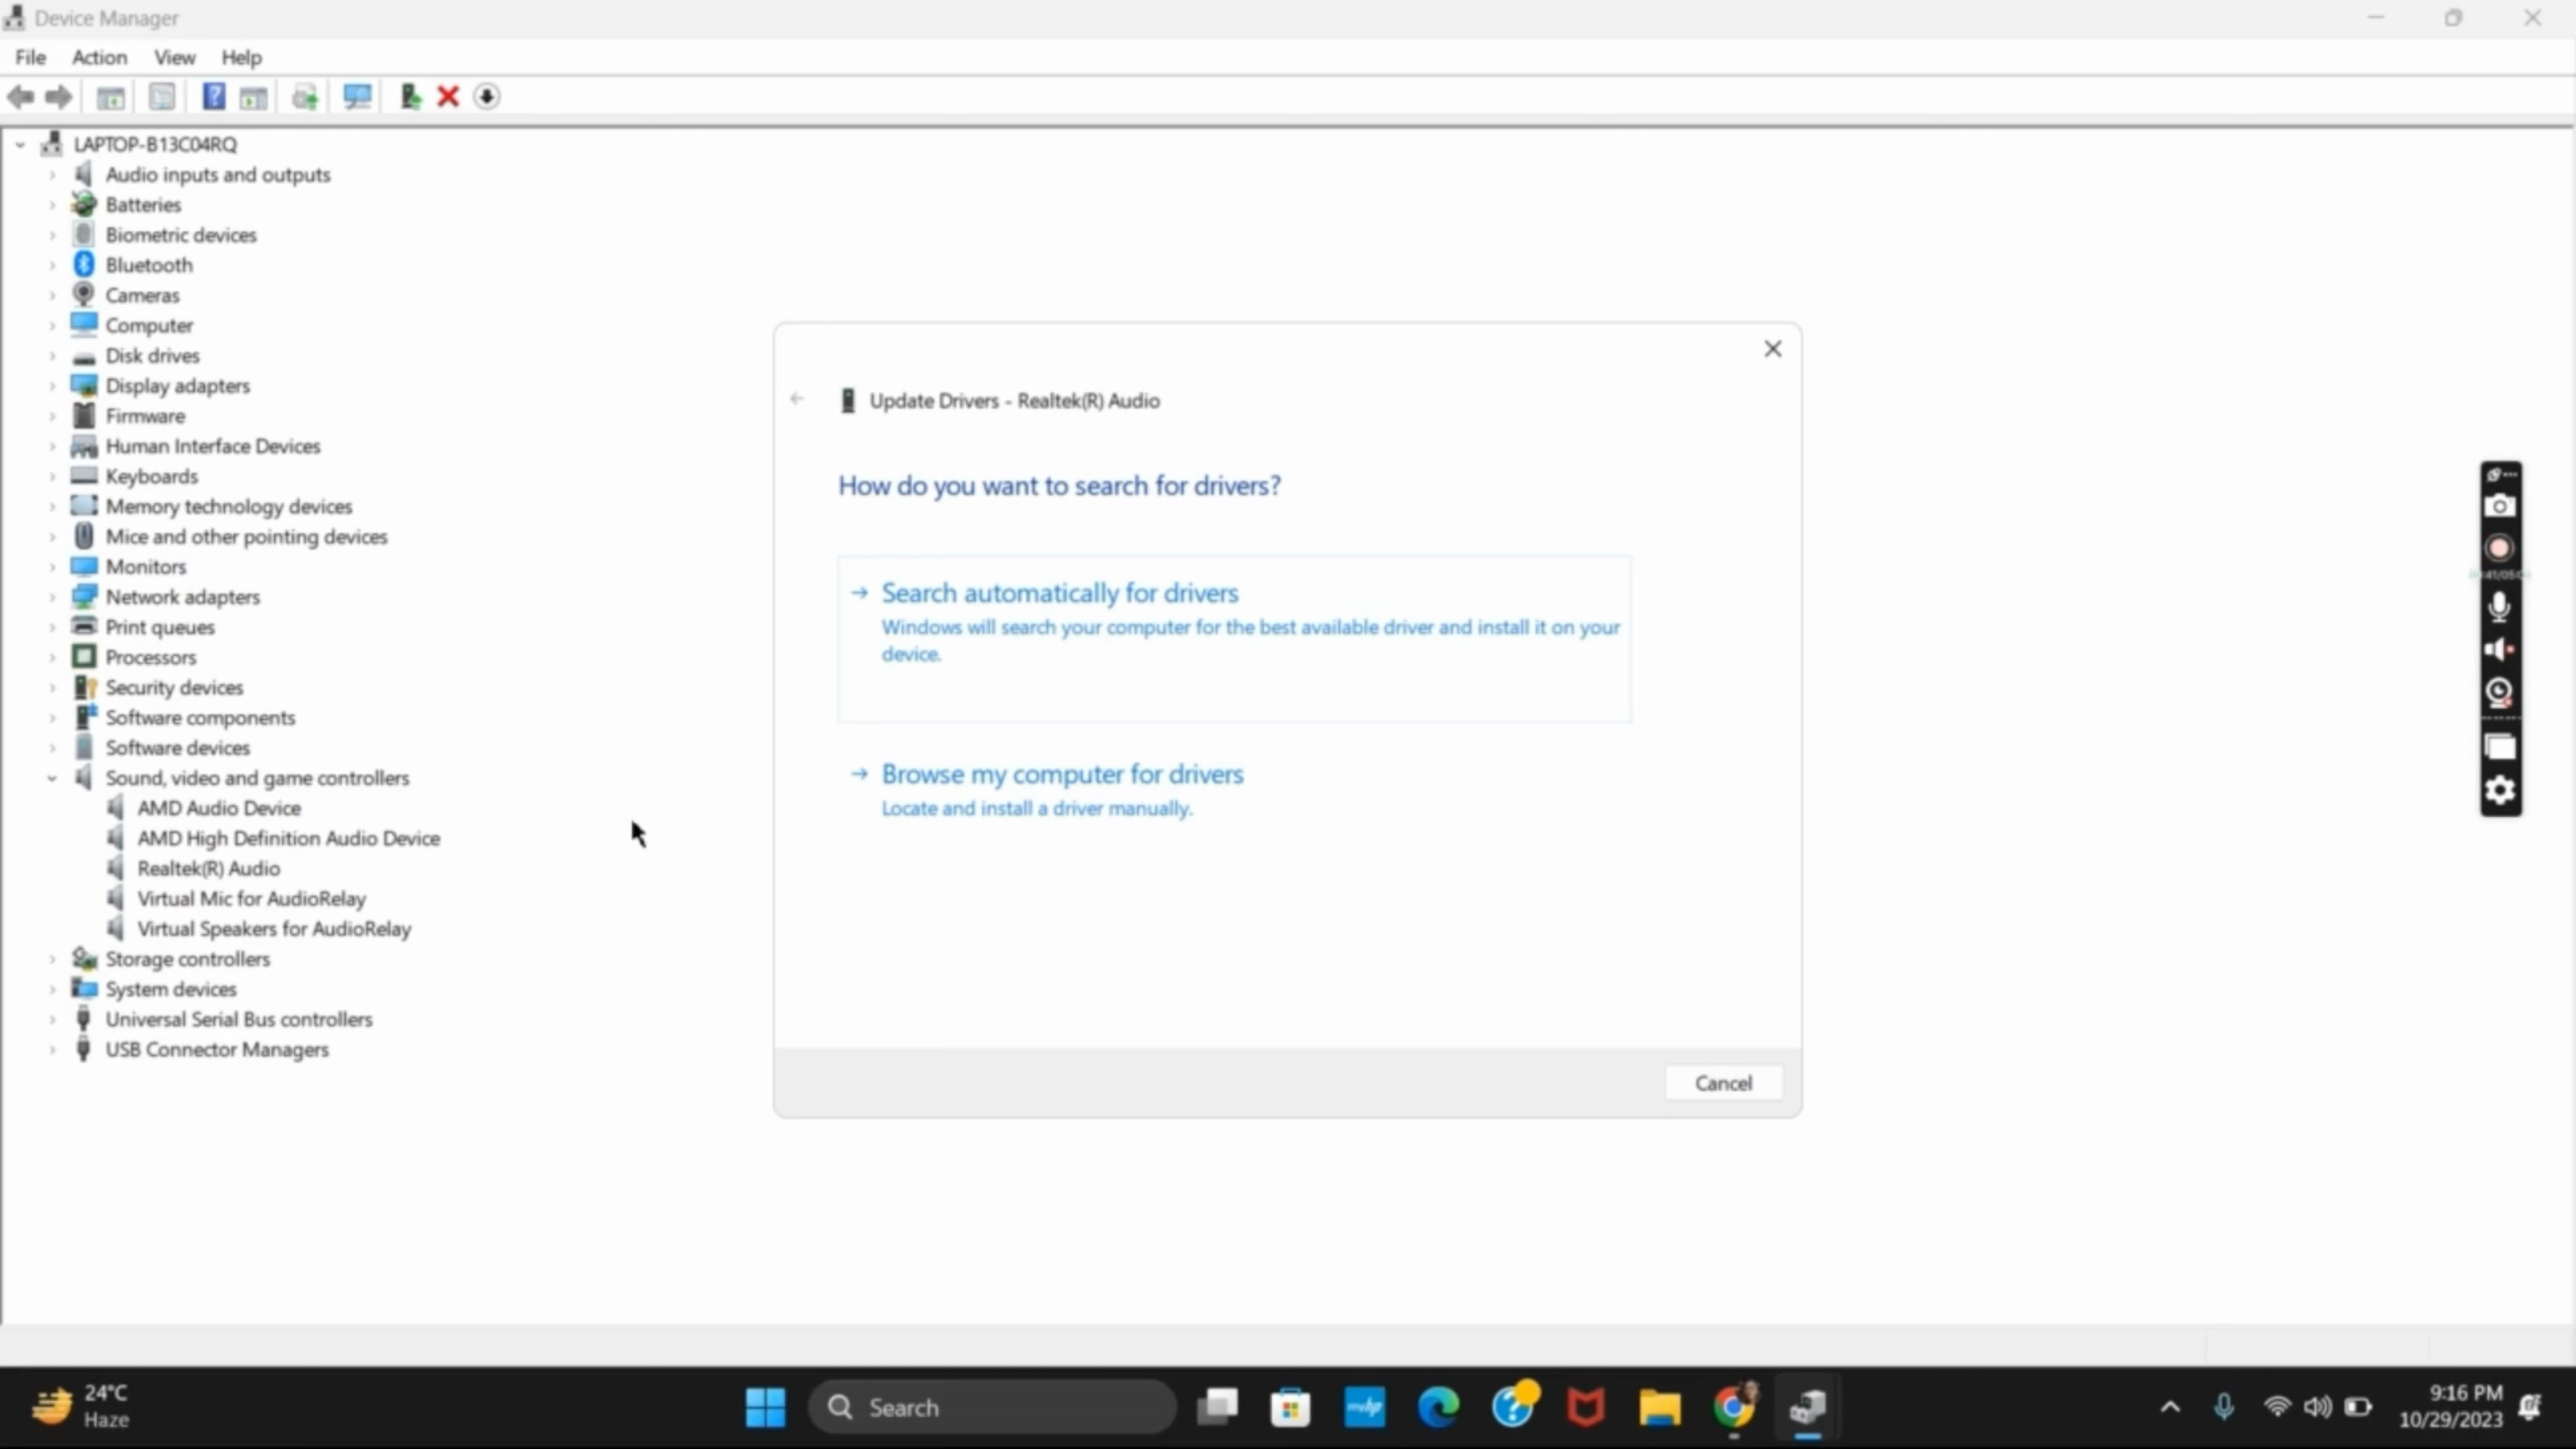 Device Manager
File Action View Help
LAPTOP-B13C04RQ
Audio inputs and outputs
Batteries
Biometric devices
Bluetooth
Cameras
Computer
Disk drives
Display adapters
Firmware
Human Interface Devices
Keyboards
Memory technology devices
Mice and other pointing devices
Monitors
Network adapters
Print queues
Processors
Security devices
Software components
Software devices
Sound, video and game controllers
AMD Audio Device
AMD High Definition Audio Device
Realtek(R) Audio
Virtual Mic for AudioRelay
Virtual Speakers for AudioRelay
Storage controllers
System devices
Universal Serial Bus controllers
USB Connector Managers
Update Drivers - Realtek(R) Audio
How do you want to search for drivers?
Search automatically for drivers
Windows will search your computer for the best available driver and install it on your
device.
Browse my computer for drivers
Locate and install a driver manually.
Cancel
24°C
Haze
Search
myhp
9:16 PM
10/29/2023